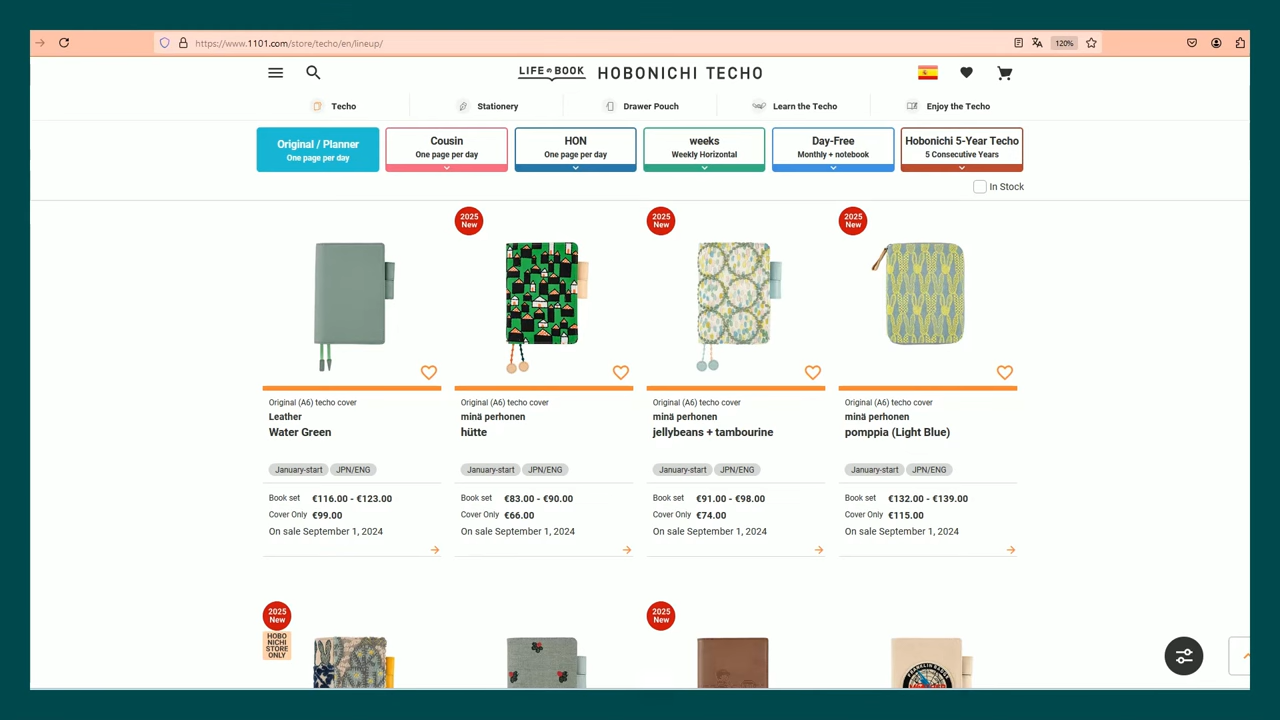 https://www.1101.com/store/techo/en/lineup/
120%
LIFE BOOK HOBONICHI TECHO
Techo Stationery Drawer Pouch Learn the Techo Enjoy the Techo
Original / Planner Cousin HON weeks Day-Free Hobonichi 5-Year Techo
One page per day One page per day One page per day Weekly Horizontal Monthly + notebook 5 Consecutive Years
In Stock
2025 2025 2025
New New New
Original (A6) techo cover Original (A6) techo cover Original (A6) techo cover Original (A6) techo cover
Leather minä perhonen minä perhonen minä perhonen
Water Green hütte jellybeans + tambourine pomppia (Light Blue)
January-start JPN/ENG January-start JPN/ENG January-start JPN/ENG January-start JPN/ENG
Book set €116.00 - €123.00 Book set €83.00 - €90.00 Book set €91.00 - €98.00 Book set €132.00 - €139.00
Cover Only €99.00 Cover Only €66.00 Cover Only €74.00 Cover Only €115.00
On sale September 1, 2024 On sale September 1, 2024 On sale September 1, 2024 On sale September 1, 2024
2025 2025
New New
HOBO
NICHI
STORE
ONLY